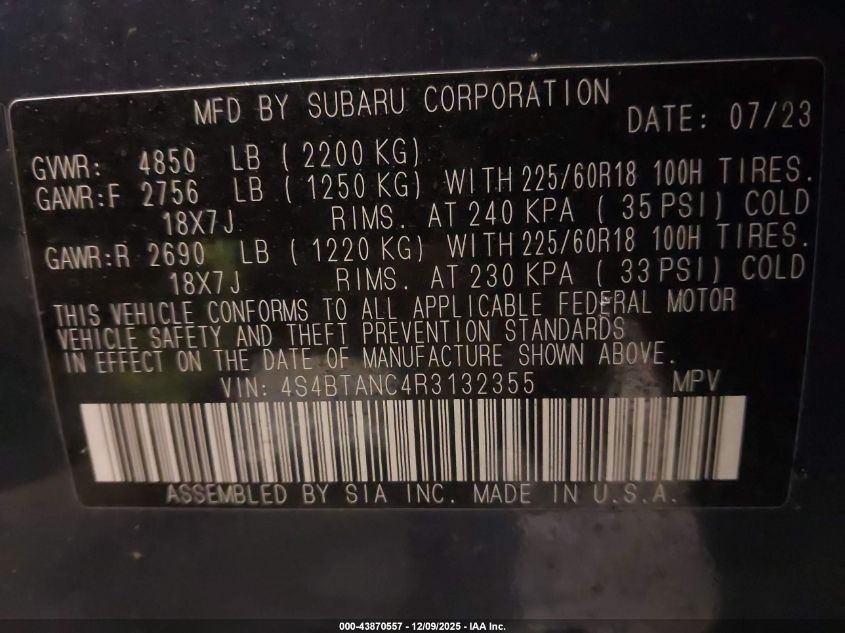 MFD BY SUBARU CORPORATION
DATE: 07/23
GVWR: 4850 LB ( 2200 KG)
GAWR:F 2756 LB ( 1250 KG) WITH 225/60R18 100H TIRES.
18X7J RIMS. AT 240 KPA ( 35 PSI) COLD
GAWR:R 2690 LB ( 1220 KG) WITH 225/60R18 100H TIRES.
18X7J RIMS. AT 230 KPA ( 33 PSI) COLD
THIS VEHICLE CONFORMS TO ALL APPLICABLE FEDERAL MOTOR
VEHICLE SAFETY AND THEFT PREVENTION STANDARDS
IN EFFECT ON THE DATE OF MANUFACTURE SHOWN ABOVE.
VIN: 4S4BTANC4R3132355 MPV
ASSEMBLED BY SIA INC. MADE IN U.S.A.
000-43870557 - 12/09/2025 - IAA Inc.